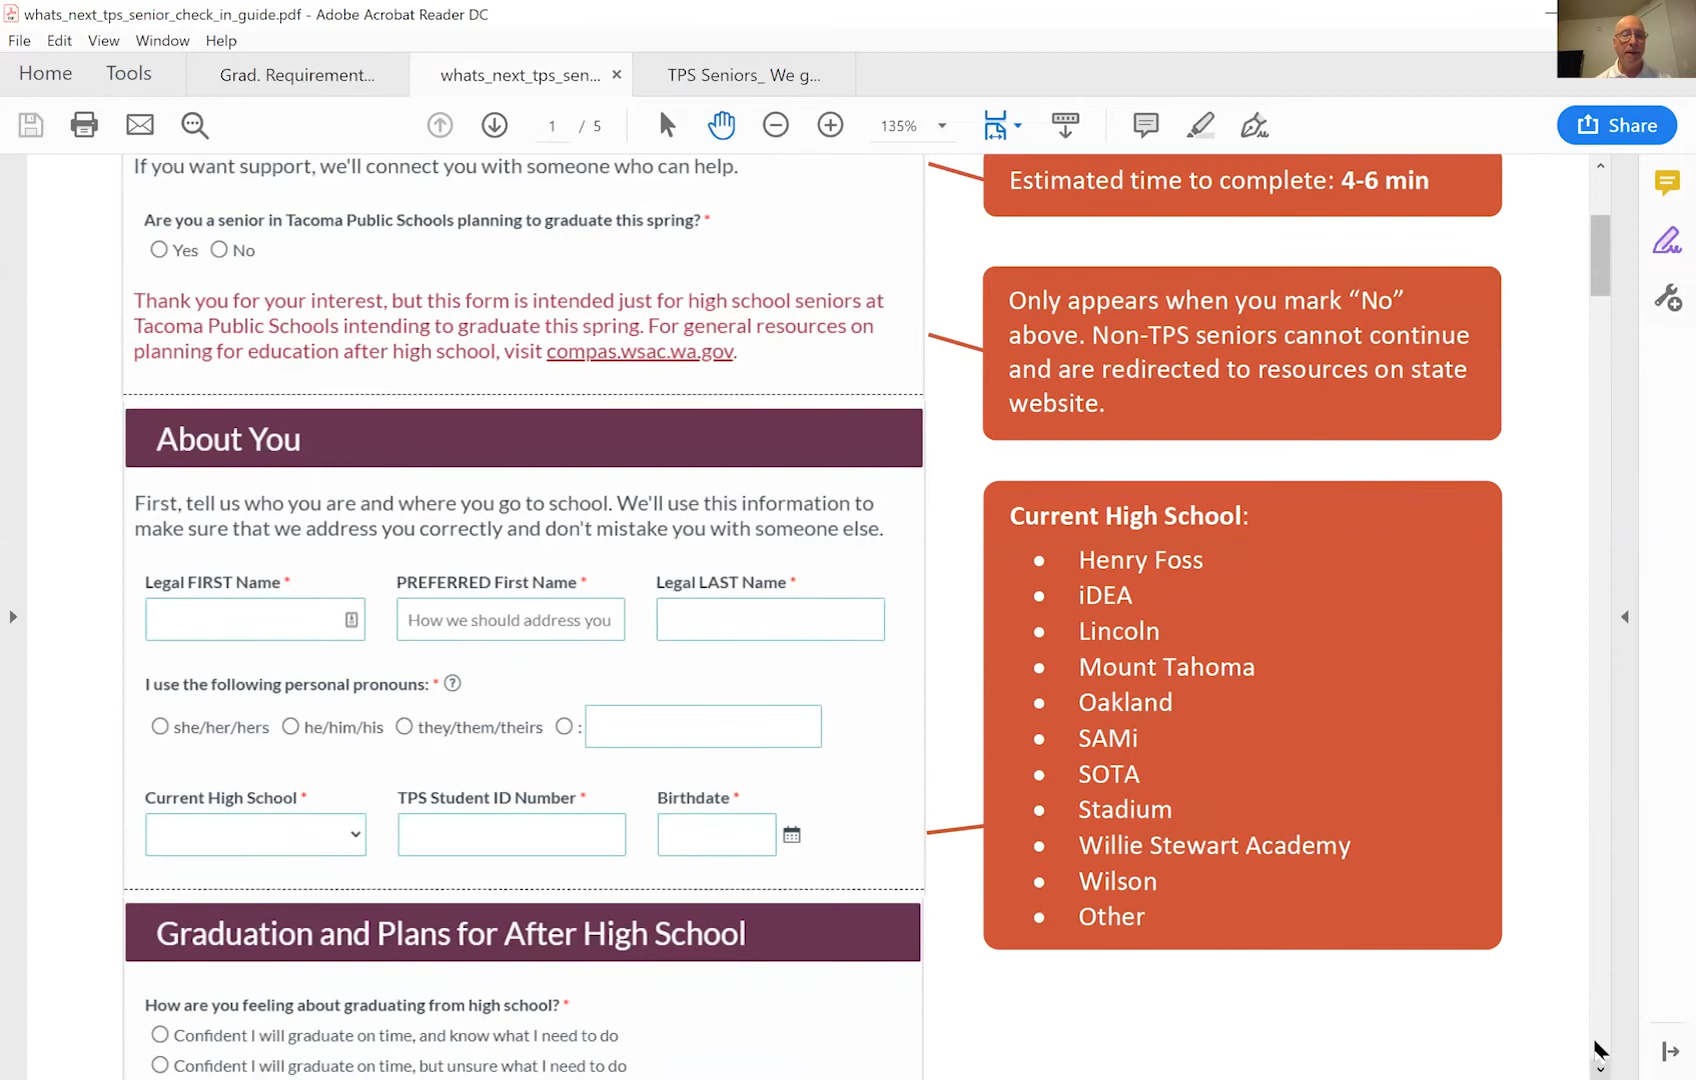 whats_next_tps_senior_check_in_guide.pdf - Adobe Acrobat Reader DC
File Edit View Window Help
Home Tools Grad. Requirement... whats_next_tps_sen... × TPS Seniors_ We g...
1 / 5 135% Share
If you want support, we'll connect you with someone who can help.
Estimated time to complete: 4-6 min
Are you a senior in Tacoma Public Schools planning to graduate this spring? *
Yes No
Thank you for your interest, but this form is intended just for high school seniors at
Tacoma Public Schools intending to graduate this spring. For general resources on
planning for education after high school, visit compas.wsac.wa.gov.
Only appears when you mark “No”
above. Non-TPS seniors cannot continue
and are redirected to resources on state
website.
About You
First, tell us who you are and where you go to school. We'll use this information to
make sure that we address you correctly and don't mistake you with someone else.
Legal FIRST Name * PREFERRED First Name * Legal LAST Name *
How we should address you
I use the following personal pronouns: * ?
she/her/hers he/him/his they/them/theirs :
Current High School * TPS Student ID Number * Birthdate *
Current High School:
• Henry Foss
• iDEA
• Lincoln
• Mount Tahoma
• Oakland
• SAMi
• SOTA
• Stadium
• Willie Stewart Academy
• Wilson
• Other
Graduation and Plans for After High School
How are you feeling about graduating from high school? *
Confident I will graduate on time, and know what I need to do
Confident I will graduate on time, but unsure what I need to do